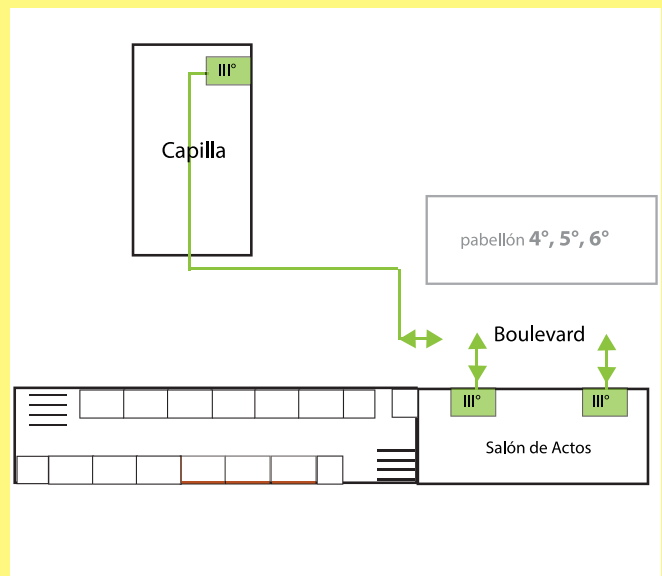 III°
Capilla
pabellón 4°, 5°, 6°
Boulevard
III°
III°
Salón de Actos